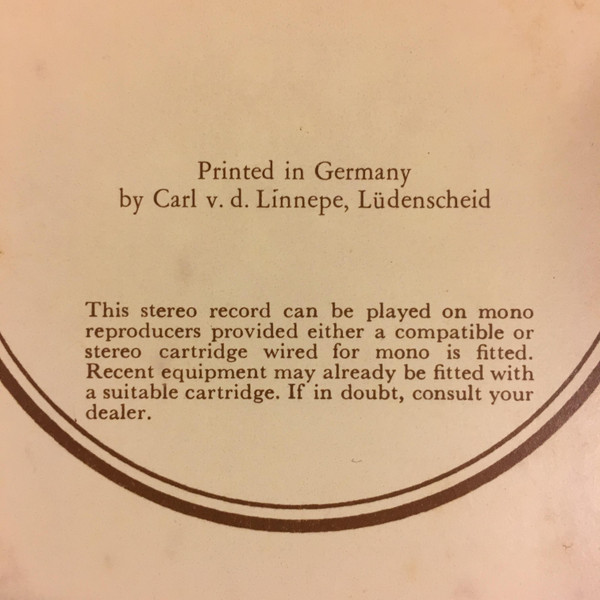 Printed in Germany
by Carl v. d. Linnepe, Lüdenscheid
This stereo record can be played on mono
reproducers provided either a compatible or
stereo cartridge wired for mono is fitted.
Recent equipment may already be fitted with
a suitable cartridge. If in doubt, consult your
dealer.